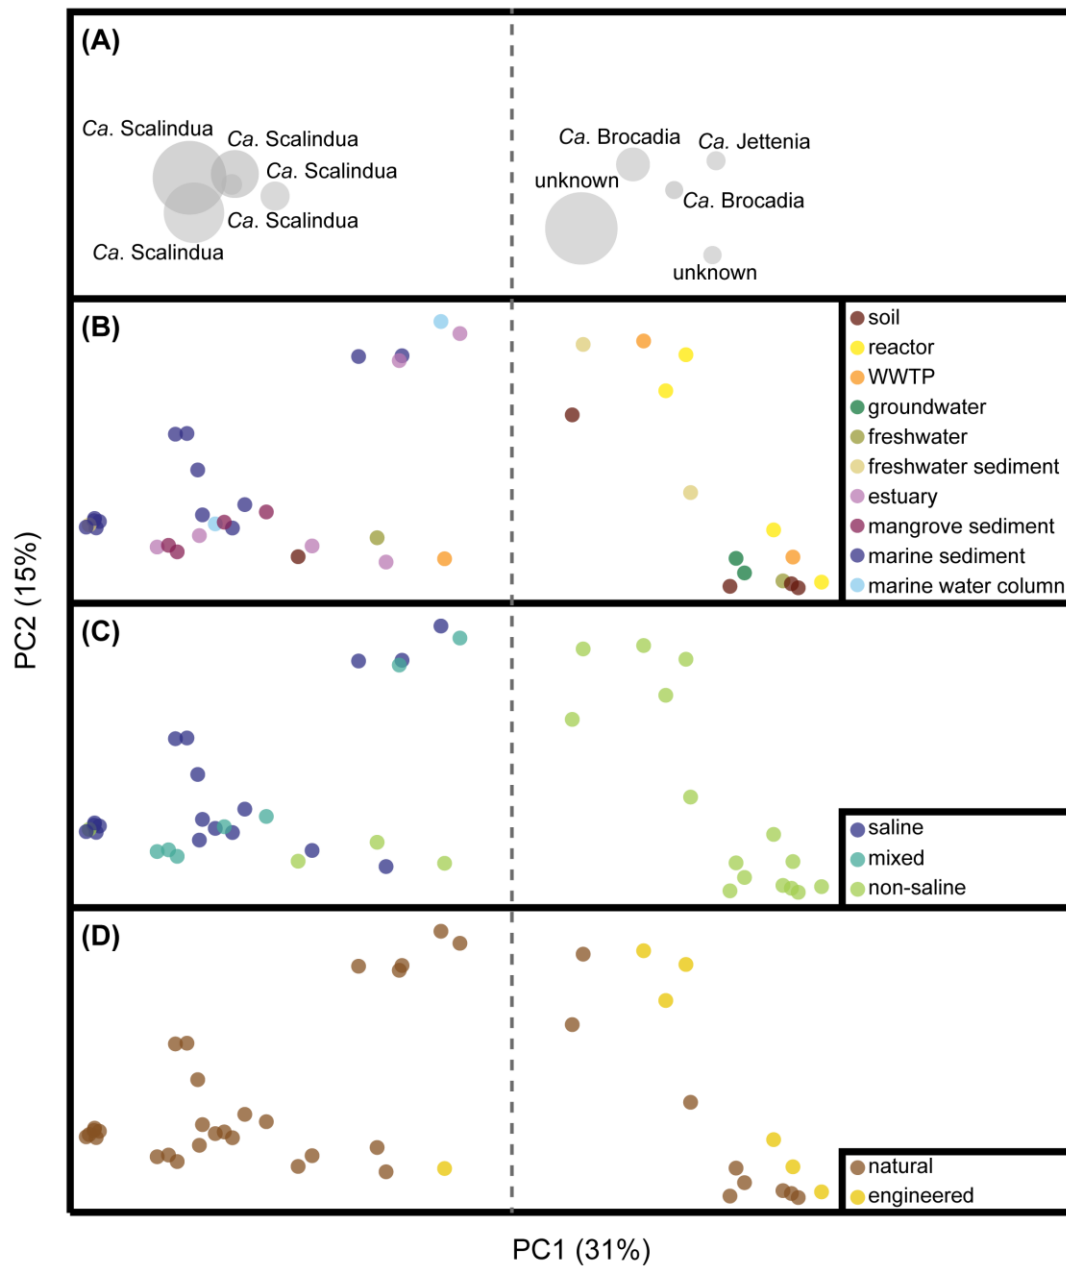 (A)
Ca. Scalindua
Ca. Scalindua
Ca. Scalindua
Ca. Scalindua
Ca. Scalindua
Ca. Brocadia
Ca. Jettenia
unknown
Ca. Brocadia
unknown
(B)
soil
reactor
WWTP
groundwater
freshwater
freshwater sediment
estuary
mangrove sediment
marine sediment
marine water column
PC2 (15%)
(C)
saline
mixed
non-saline
(D)
natural
engineered
PC1 (31%)